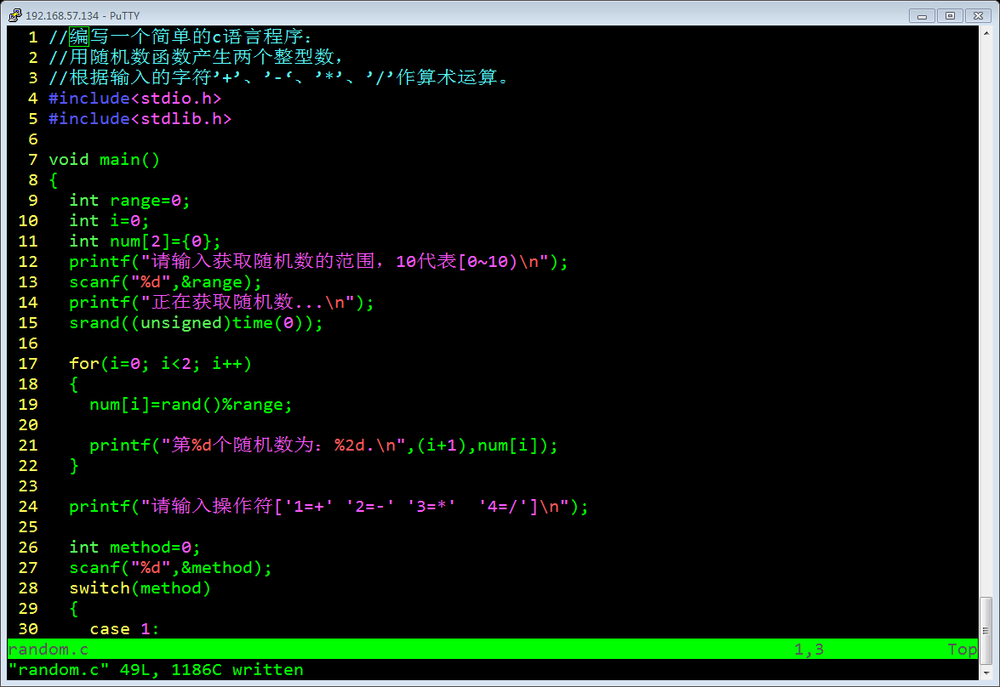 192.168.57.134 - PuTTY
1 //编写一个简单的c语言程序：
2 //用随机数函数产生两个整型数，
3 //根据输入的字符’+’、’-‘、’*’、’/’作算术运算。
4 #include<stdio.h>
5 #include<stdlib.h>
6
7 void main()
8 {
9   int range=0;
10   int i=0;
11   int num[2]={0};
12   printf("请输入获取随机数的范围，10代表[0~10)\n");
13   scanf("%d",&range);
14   printf("正在获取随机数...\n");
15   srand((unsigned)time(0));
16
17   for(i=0; i<2; i++)
18   {
19     num[i]=rand()%range;
20
21     printf("第%d个随机数为：%2d.\n",(i+1),num[i]);
22   }
23
24   printf("请输入操作符['1=+' '2=-' '3=*'  '4=/']\n");
25
26   int method=0;
27   scanf("%d",&method);
28   switch(method)
29   {
30     case 1:
random.c 1,3 Top
"random.c" 49L, 1186C written